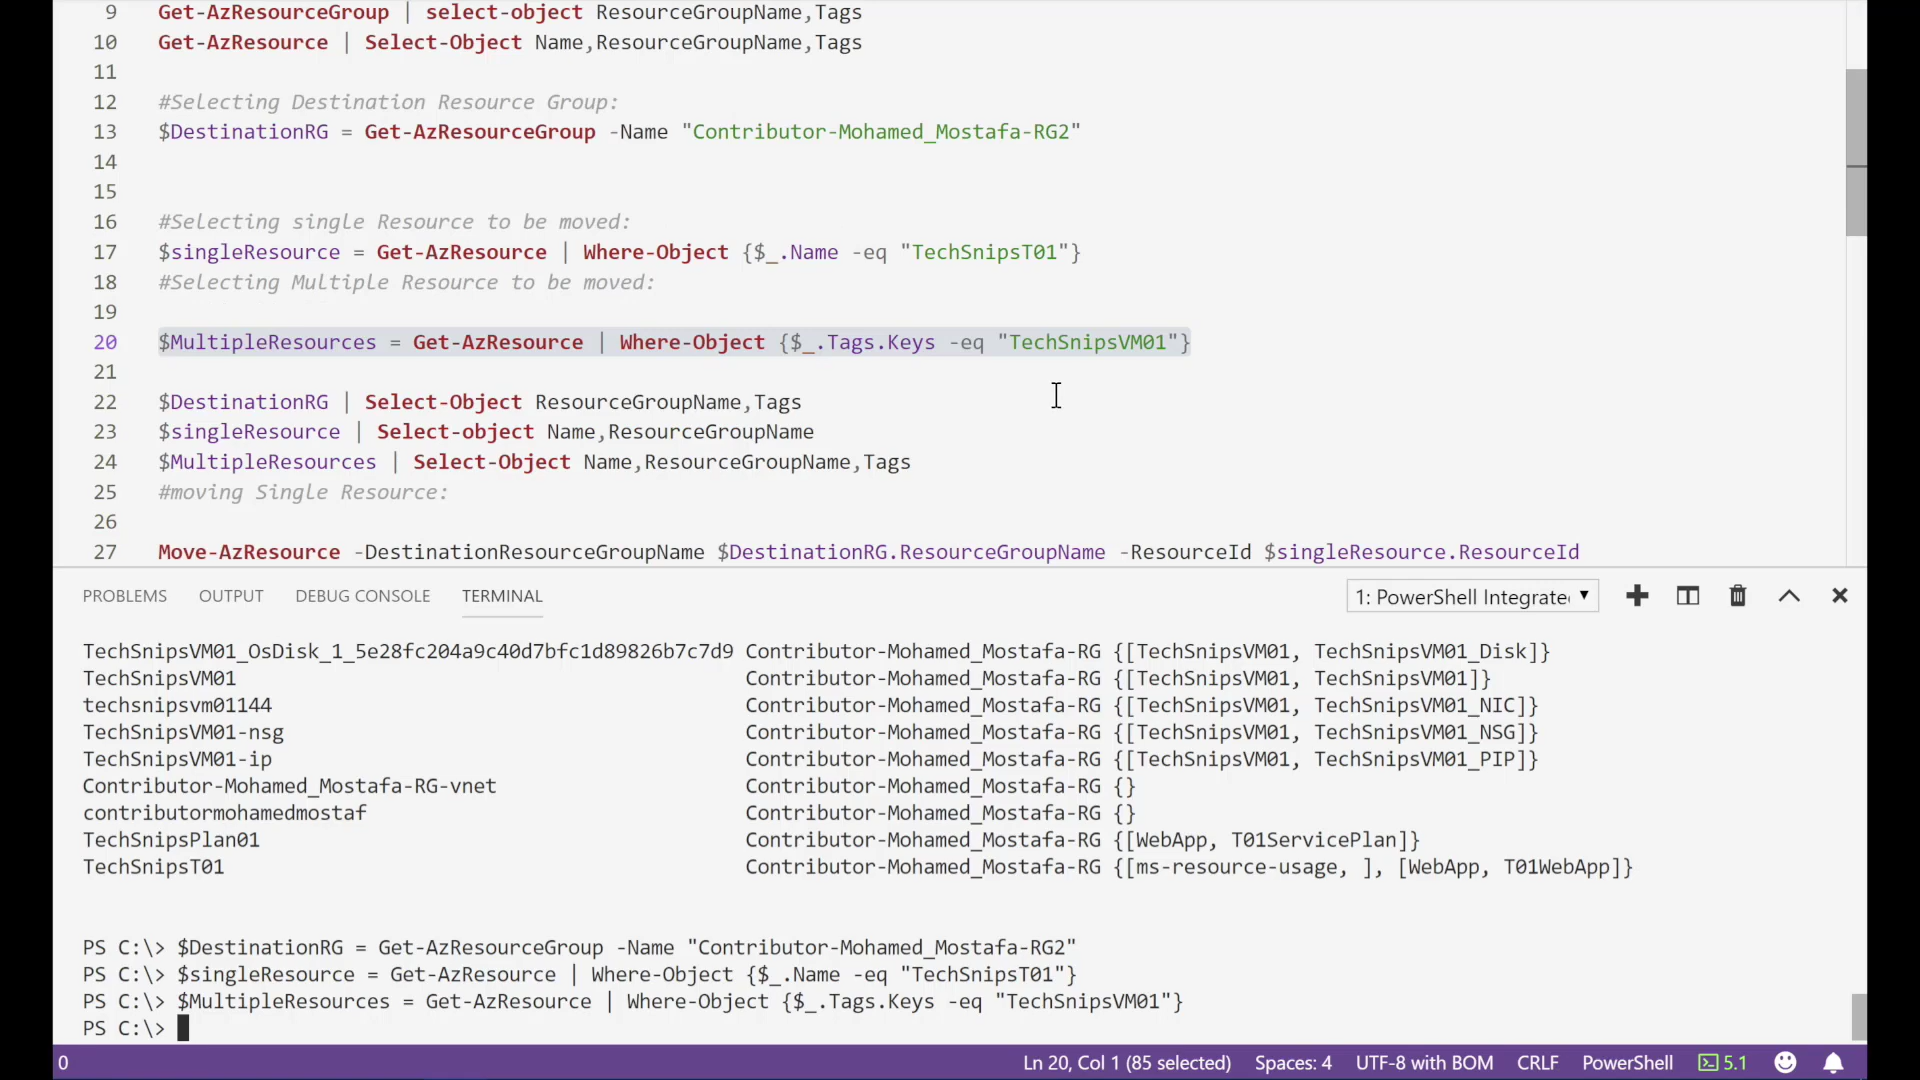 9 Get-AzResourceGroup | select-object ResourceGroupName,Tags
10 Get-AzResource | Select-Object Name,ResourceGroupName,Tags
11
12 #Selecting Destination Resource Group:
13 $DestinationRG = Get-AzResourceGroup -Name "Contributor-Mohamed_Mostafa-RG2"
14
15
16 #Selecting single Resource to be moved:
17 $singleResource = Get-AzResource | Where-Object {$_.Name -eq "TechSnipsT01"}
18 #Selecting Multiple Resource to be moved:
19
20 $MultipleResources = Get-AzResource | Where-Object {$_.Tags.Keys -eq "TechSnipsVM01"}
21
22 $DestinationRG | Select-Object ResourceGroupName,Tags
23 $singleResource | Select-object Name,ResourceGroupName
24 $MultipleResources | Select-Object Name,ResourceGroupName,Tags
25 #moving Single Resource:
26
27 Move-AzResource -DestinationResourceGroupName $DestinationRG.ResourceGroupName -ResourceId $singleResource.ResourceId
PROBLEMS OUTPUT DEBUG CONSOLE TERMINAL 1: PowerShell Integrate
TechSnipsVM01_OsDisk_1_5e28fc204a9c40d7bfc1d89826b7c7d9 Contributor-Mohamed_Mostafa-RG {[TechSnipsVM01, TechSnipsVM01_Disk]}
TechSnipsVM01 Contributor-Mohamed_Mostafa-RG {[TechSnipsVM01, TechSnipsVM01]}
techsnipsvm01144 Contributor-Mohamed_Mostafa-RG {[TechSnipsVM01, TechSnipsVM01_NIC]}
TechSnipsVM01-nsg Contributor-Mohamed_Mostafa-RG {[TechSnipsVM01, TechSnipsVM01_NSG]}
TechSnipsVM01-ip Contributor-Mohamed_Mostafa-RG {[TechSnipsVM01, TechSnipsVM01_PIP]}
Contributor-Mohamed_Mostafa-RG-vnet Contributor-Mohamed_Mostafa-RG {}
contributormohamedmostaf Contributor-Mohamed_Mostafa-RG {}
TechSnipsPlan01 Contributor-Mohamed_Mostafa-RG {[WebApp, T01ServicePlan]}
TechSnipsT01 Contributor-Mohamed_Mostafa-RG {[ms-resource-usage, ], [WebApp, T01WebApp]}
PS C:\> $DestinationRG = Get-AzResourceGroup -Name "Contributor-Mohamed_Mostafa-RG2"
PS C:\> $singleResource = Get-AzResource | Where-Object {$_.Name -eq "TechSnipsT01"}
PS C:\> $MultipleResources = Get-AzResource | Where-Object {$_.Tags.Keys -eq "TechSnipsVM01"}
PS C:\>
0 Ln 20, Col 1 (85 selected) Spaces: 4 UTF-8 with BOM CRLF PowerShell 5.1